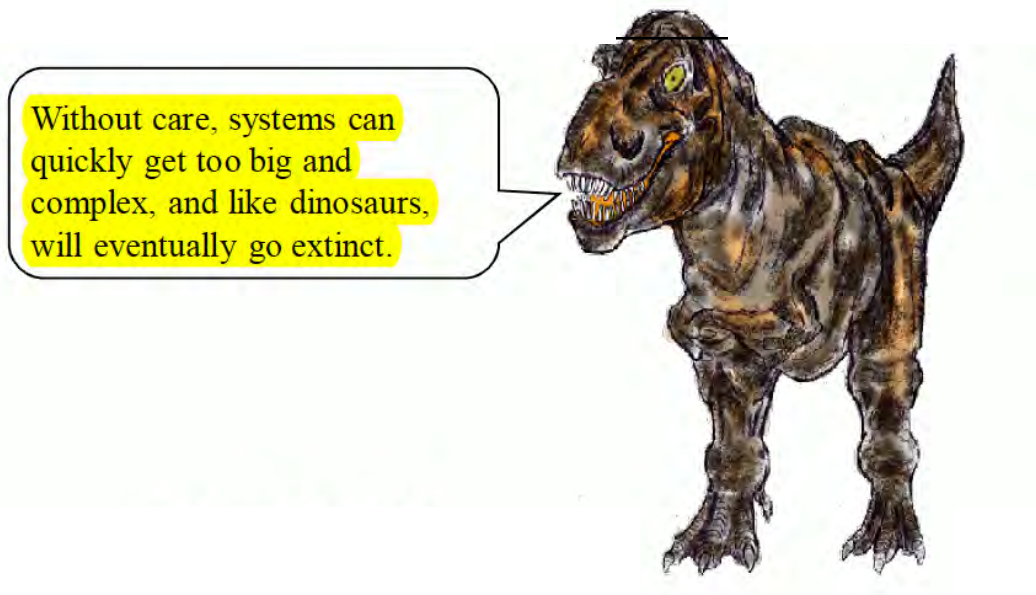 Without care, systems can
quickly get too big and
complex, and like dinosaurs,
will eventually go extinct.